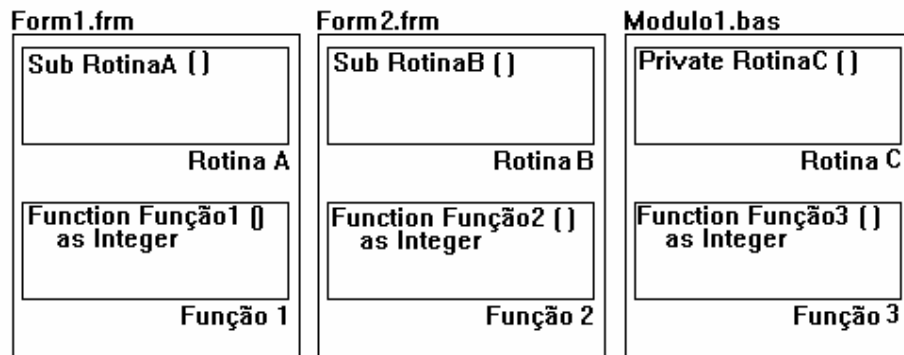 Form1.frm
Sub RotinaA ()
Rotina A
Function Função1 ()
as Integer
Função 1
Form2.frm
Sub RotinaB ()
Rotina B
Function Função2 ()
as Integer
Função 2
Modulo1.bas
Private RotinaC ()
Rotina C
Function Função3 ()
as Integer
Função 3